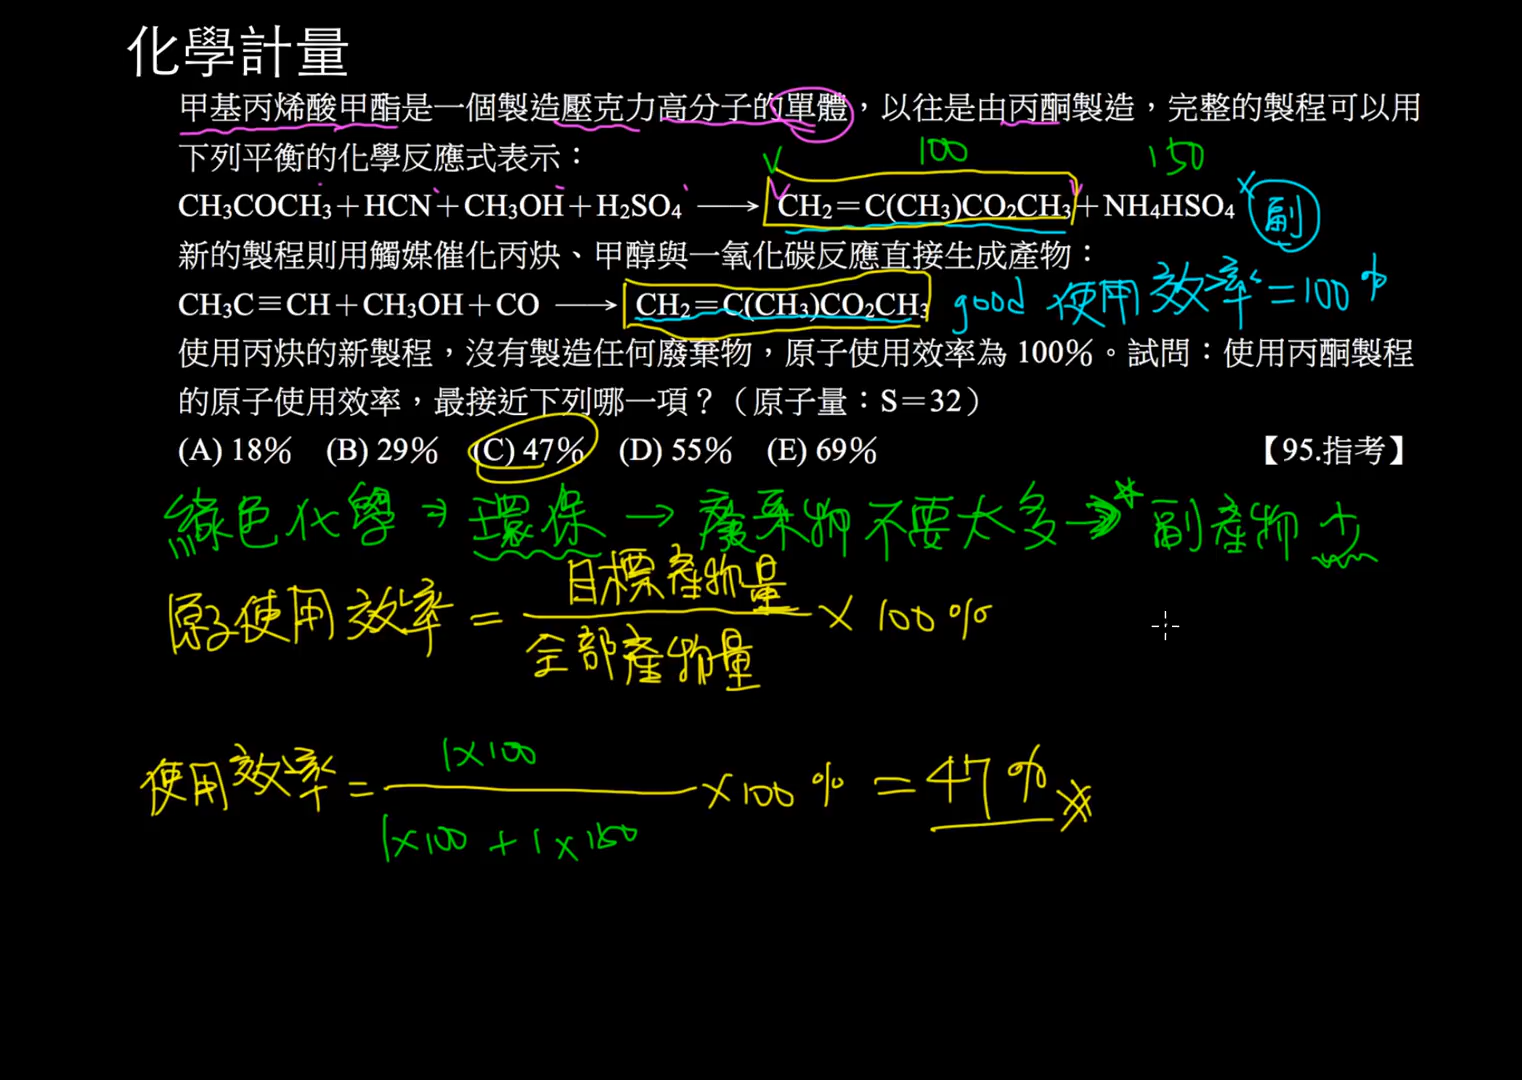 化學計量
甲基丙烯酸甲酯是一個製造壓克力高分子的單體，以往是由丙酮製造，完整的製程可以用
下列平衡的化學反應式表示：
100 150
CH3COCH3＋HCN＋CH3OH＋H2SO4 ⟶ CH2＝C(CH3)CO2CH3＋NH4HSO4 副
新的製程則用觸媒催化丙炔、甲醇與一氧化碳反應直接生成產物：
CH3C≡CH＋CH3OH＋CO ⟶ CH2＝C(CH3)CO2CH3 good 使用效率＝100%
使用丙炔的新製程，沒有製造任何廢棄物，原子使用效率為 100%。試問：使用丙酮製程
的原子使用效率，最接近下列哪一項？（原子量：S＝32）
(A) 18% (B) 29% (C) 47% (D) 55% (E) 69% 【95.指考】
綠色化學 ⇒ 環保 → 廢棄物不要太多 → * 副產物少
目標產物量
原子使用效率 = × 100%
全部產物量
1×100
使用效率 = ×100% = 47%
1×100 + 1×150